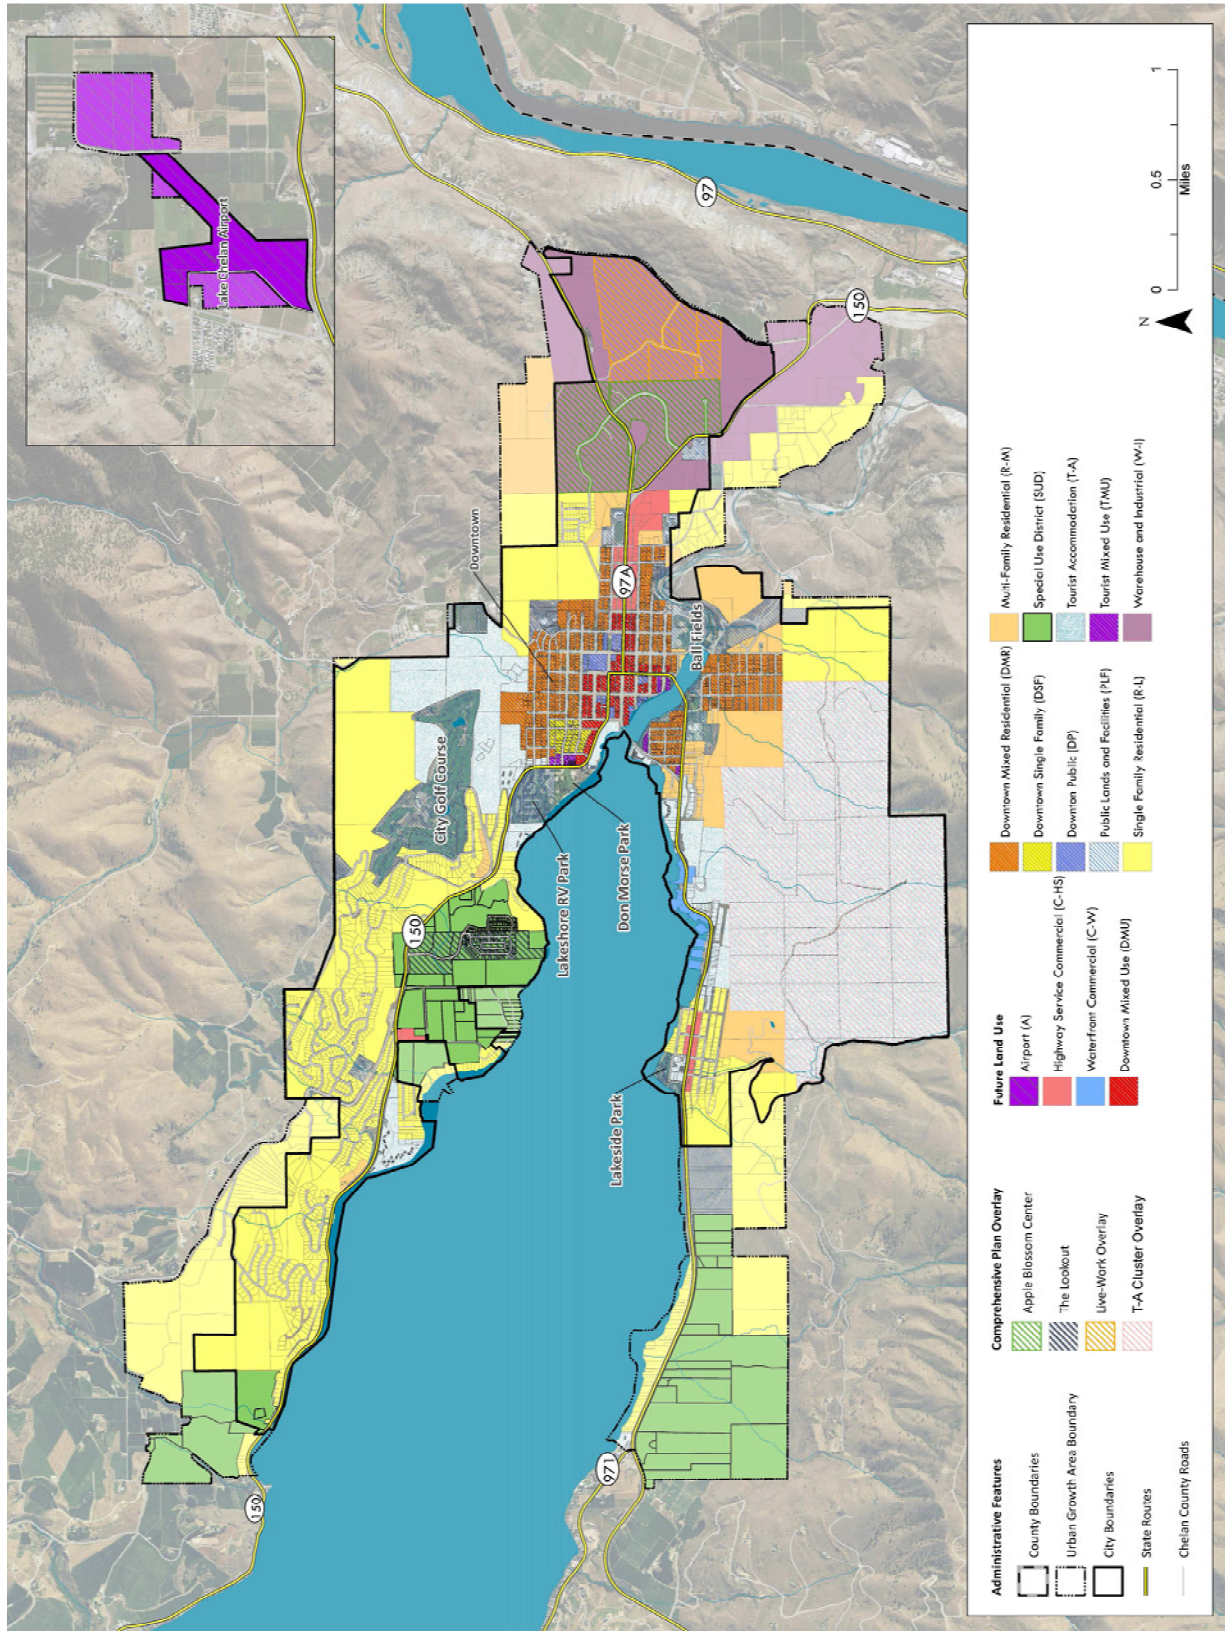 Lake Chelan Airport
97
150
97A
Downtown
Ball Fields
City Golf Course
150
Lakeshore RV Park
Don Morse Park
Lakeside Park
150
971
Administrative Features
County Boundaries
Urban Growth Area Boundary
City Boundaries
State Routes
Chelan County Roads
Comprehensive Plan Overlay
Apple Blossom Center
The Lookout
Live-Work Overlay
T-A Cluster Overlay
Future Land Use
Airport (A)
Highway Service Commercial (C-HS)
Waterfront Commercial (C-W)
Downtown Mixed Use (DMU)
Downtown Mixed Residential (DMR)
Downtown Single Family (DSF)
Downton Public (DP)
Public Lands and Facilities (PLF)
Single Family Residential (R-L)
Multi-Family Residential (R-M)
Special Use District (SUD)
Tourist Accommodation (T-A)
Tourist Mixed Use (TMU)
Warehouse and Industrial (W-I)
N
0 0.5 1
Miles